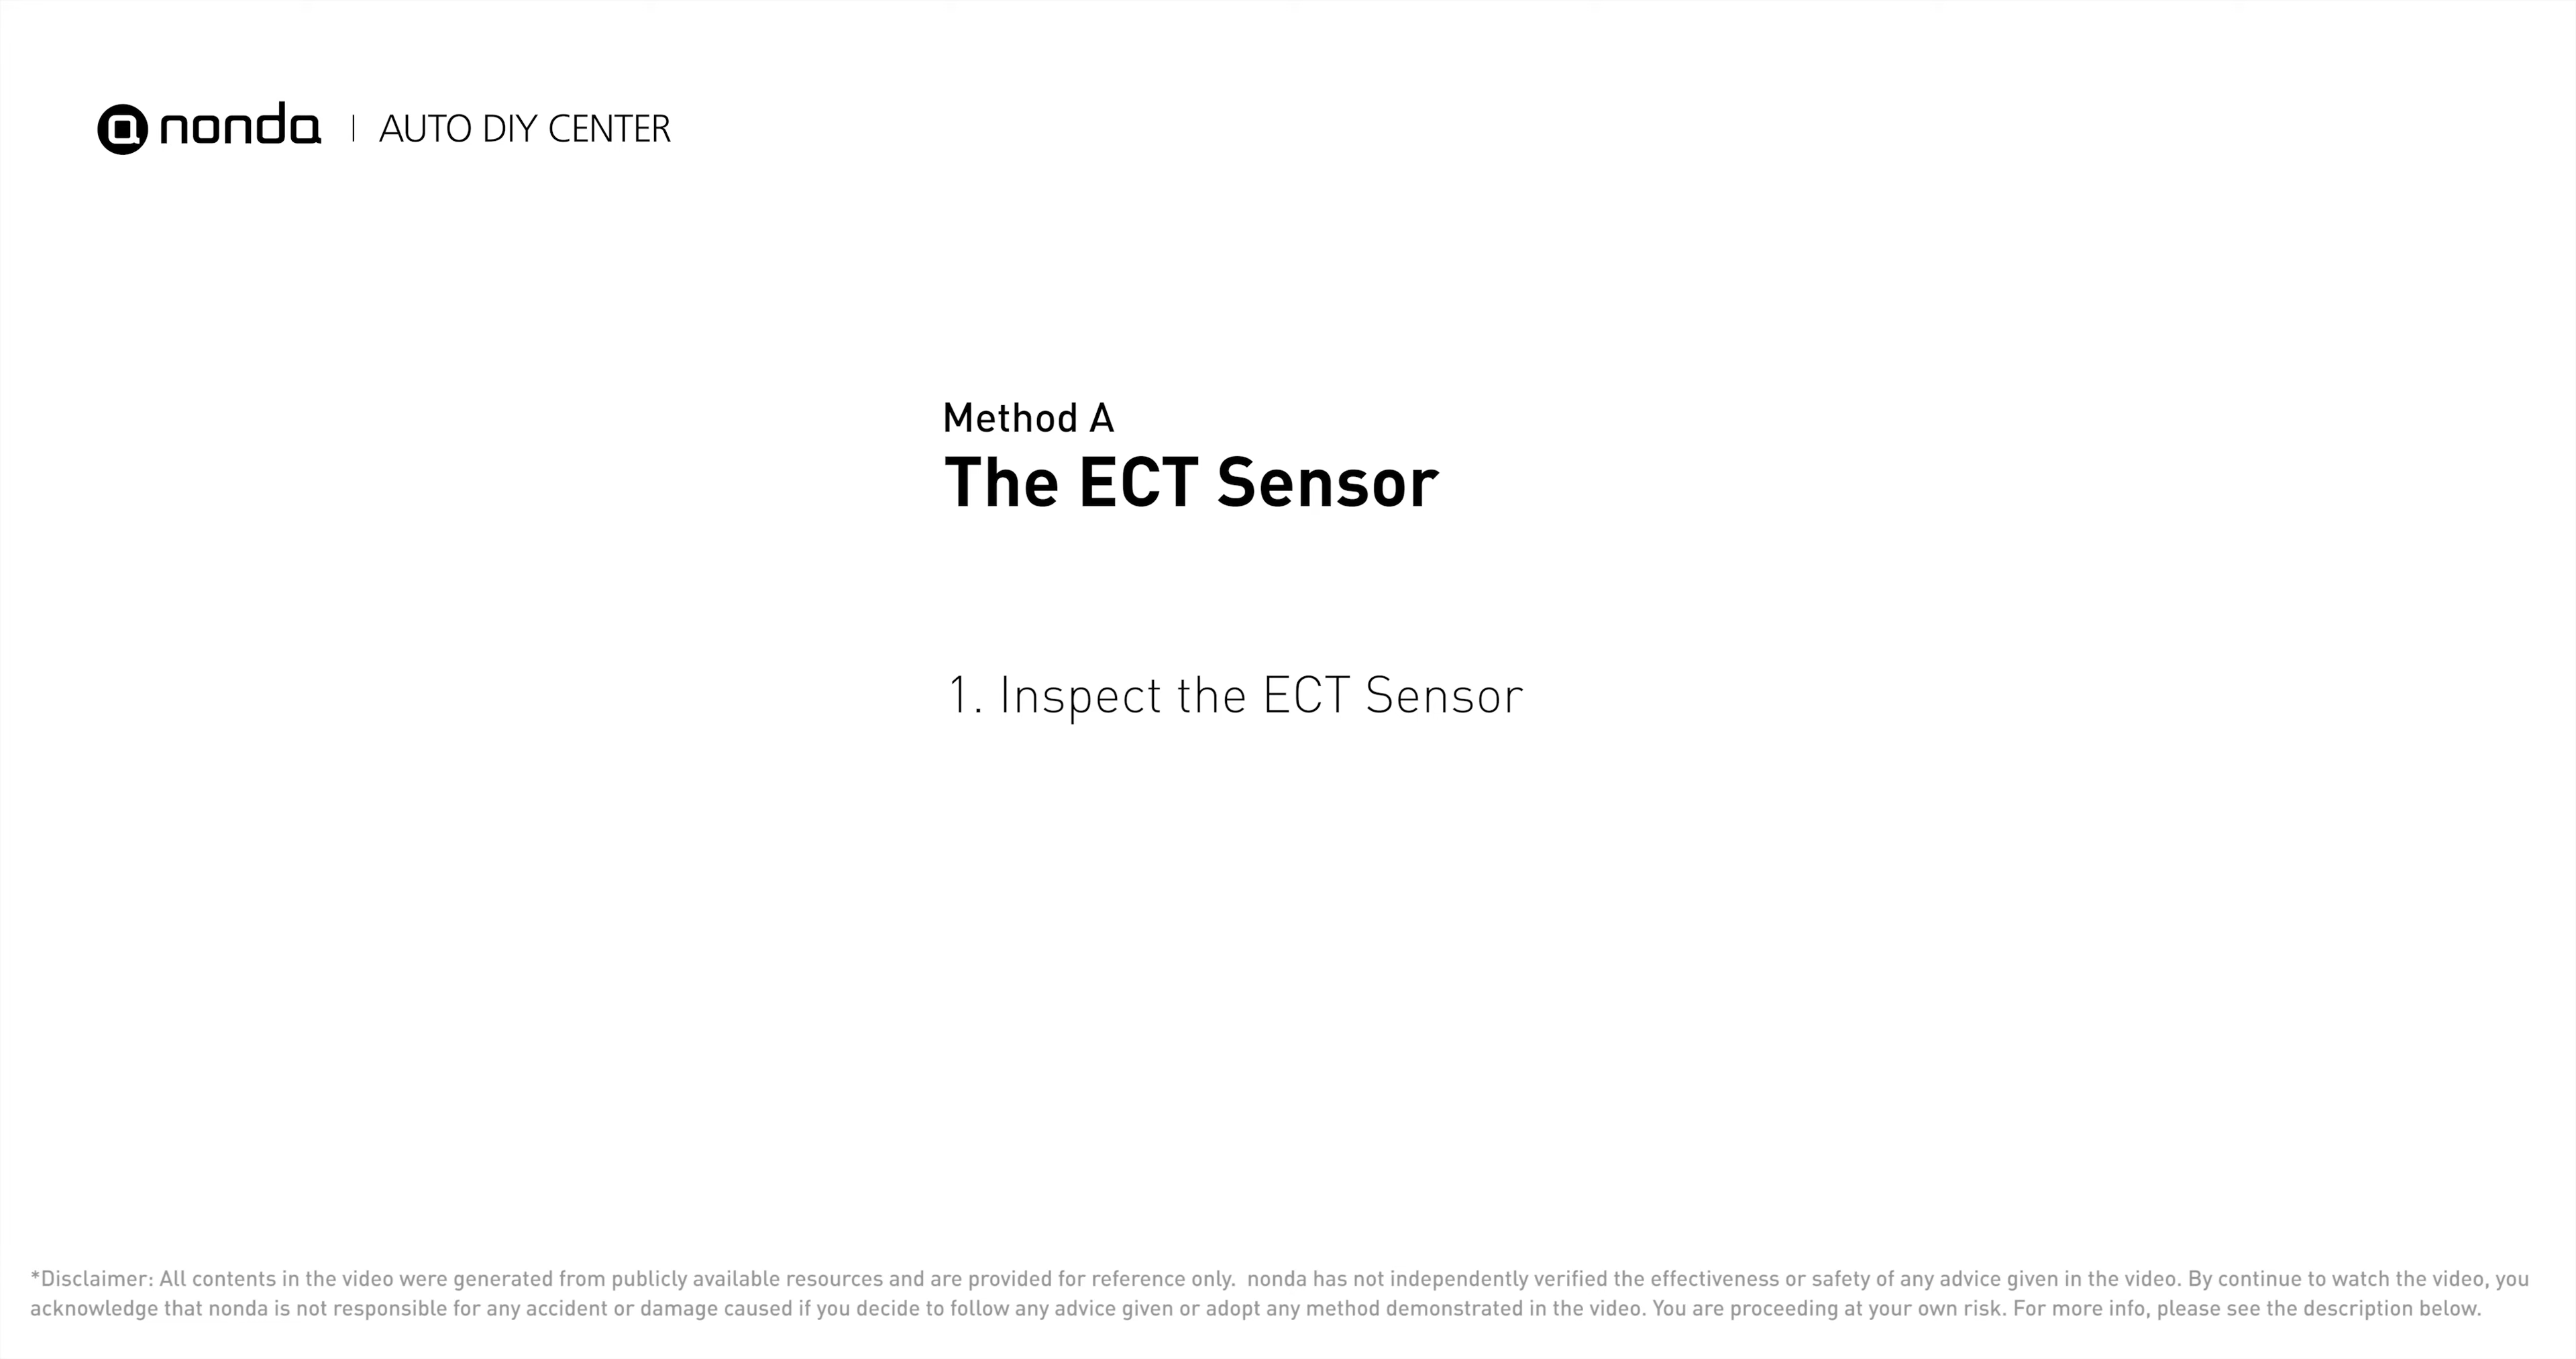 nonda | AUTO DIY CENTER
Method A
The ECT Sensor
1. Inspect the ECT Sensor
*Disclaimer: All contents in the video were generated from publicly available resources and are provided for reference only.  nonda has not independently verified the effectiveness or safety of any advice given in the video. By continue to watch the video, you
acknowledge that nonda is not responsible for any accident or damage caused if you decide to follow any advice given or adopt any method demonstrated in the video. You are proceeding at your own risk. For more info, please see the description below.